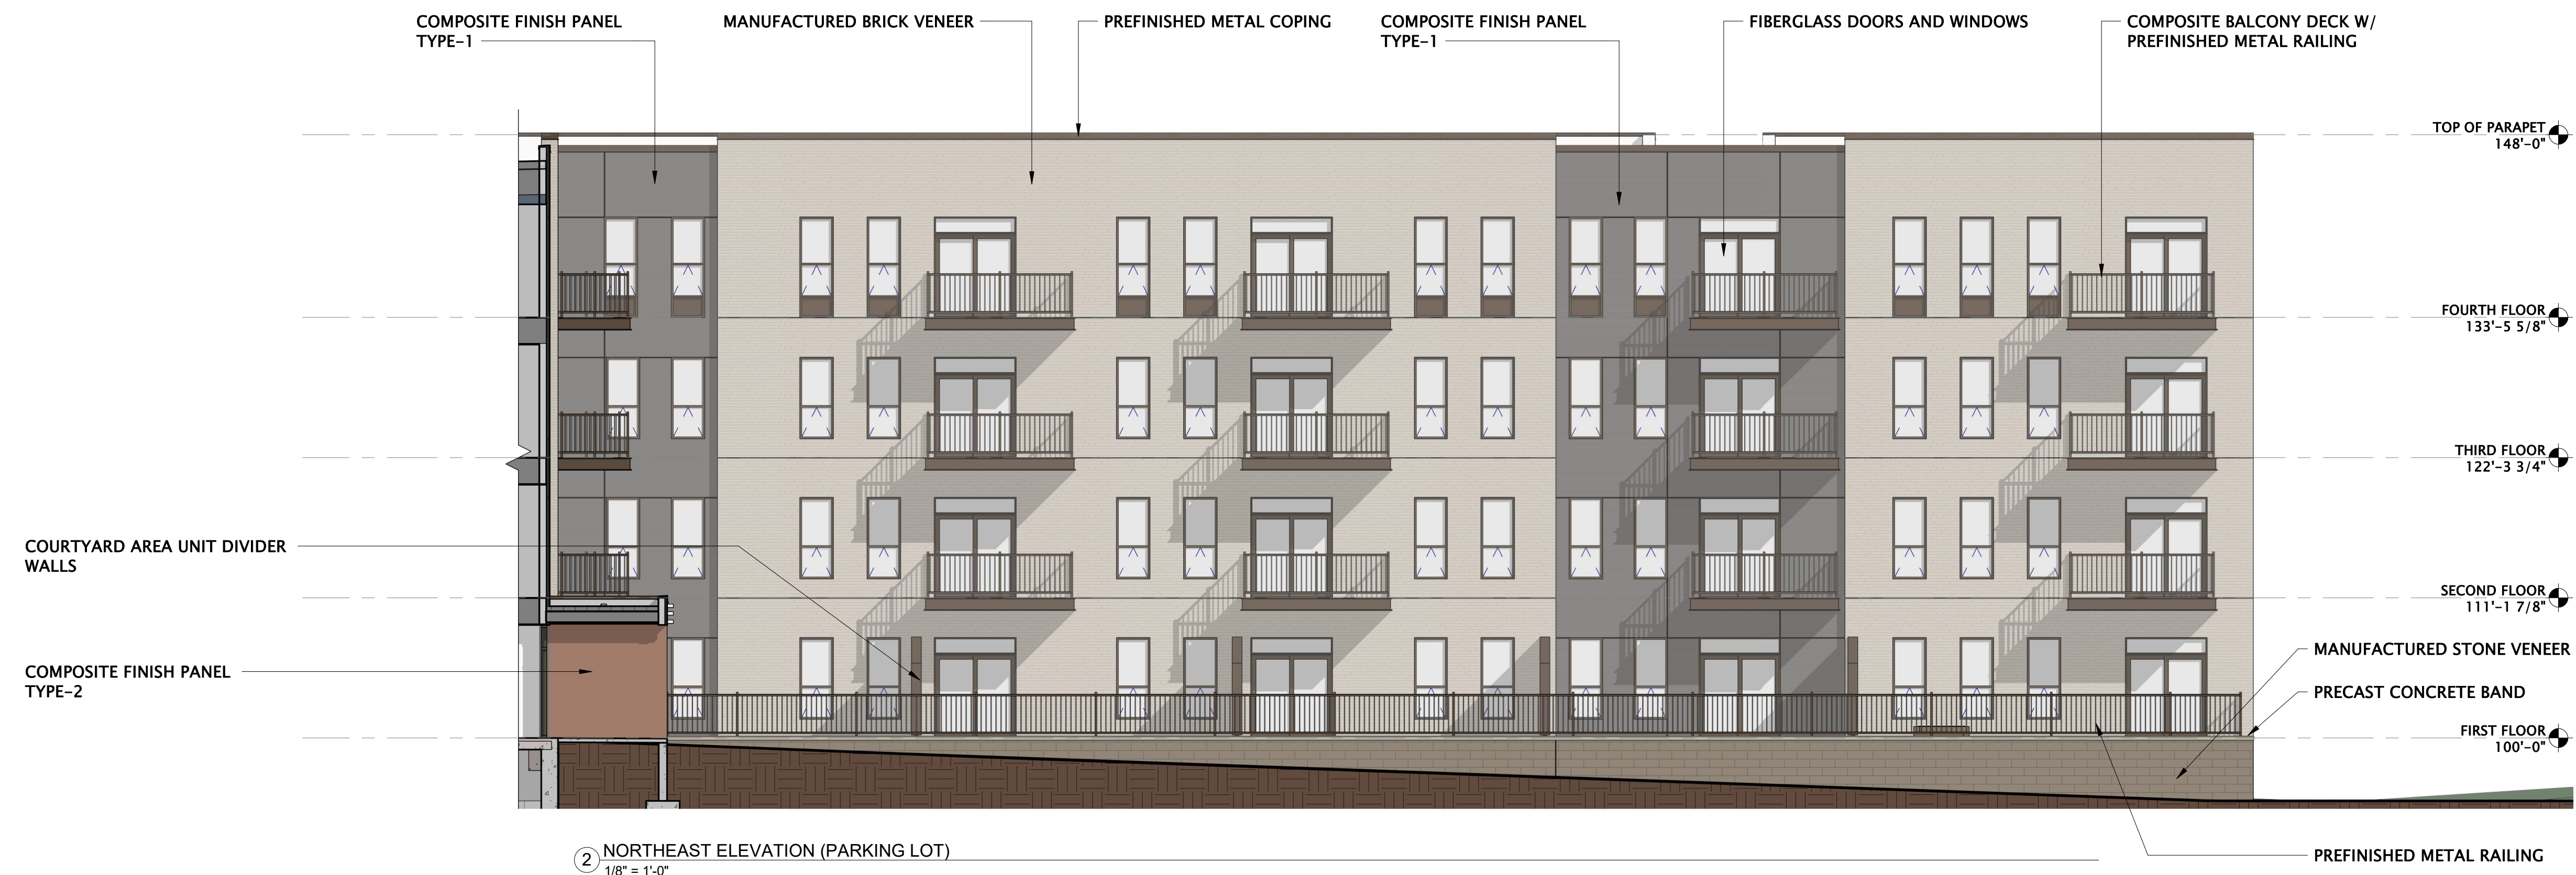 COMPOSITE FINISH PANEL
TYPE-1
MANUFACTURED BRICK VENEER
PREFINISHED METAL COPING
COMPOSITE FINISH PANEL
TYPE-1
FIBERGLASS DOORS AND WINDOWS
COMPOSITE BALCONY DECK W/
PREFINISHED METAL RAILING
TOP OF PARAPET
148'-0"
FOURTH FLOOR
133'-5 5/8"
THIRD FLOOR
122'-3 3/4"
COURTYARD AREA UNIT DIVIDER
WALLS
SECOND FLOOR
111'-1 7/8"
MANUFACTURED STONE VENEER
COMPOSITE FINISH PANEL
TYPE-2
PRECAST CONCRETE BAND
FIRST FLOOR
100'-0"
PREFINISHED METAL RAILING
2 NORTHEAST ELEVATION (PARKING LOT)
1/8" = 1'-0"